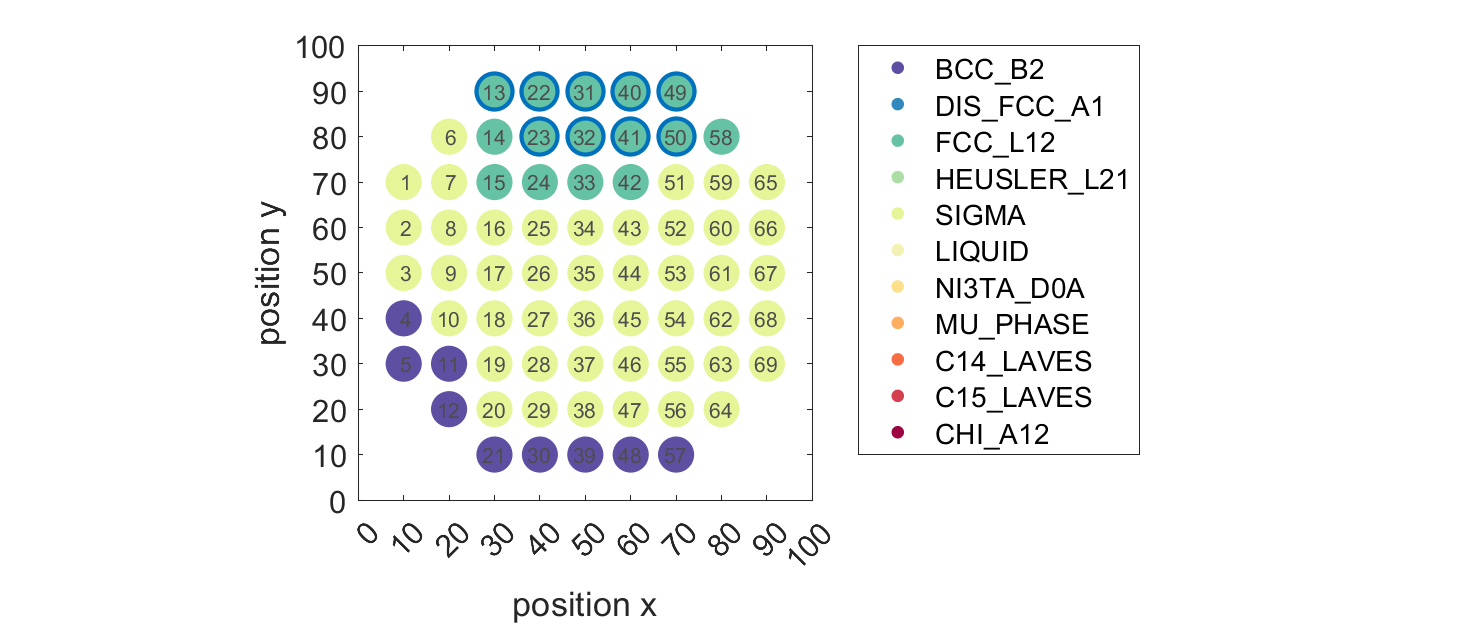 100
90
80
70
60
50
40
30
20
10
0
13 22 31 40 49
6 14 23 32 41 50 58
1 7 15 24 33 42 51 59 65
2 8 16 25 34 43 52 60 66
3 9 17 26 35 44 53 61 67
4 10 18 27 36 45 54 62 68
5 11 19 28 37 46 55 63 69
12 20 29 38 47 56 64
21 30 39 48 57
0 10 20 30 40 50 60 70 80 90 100
position x
position y
BCC_B2
DIS_FCC_A1
FCC_L12
HEUSLER_L21
SIGMA
LIQUID
NI3TA_D0A
MU_PHASE
C14_LAVES
C15_LAVES
CHI_A12